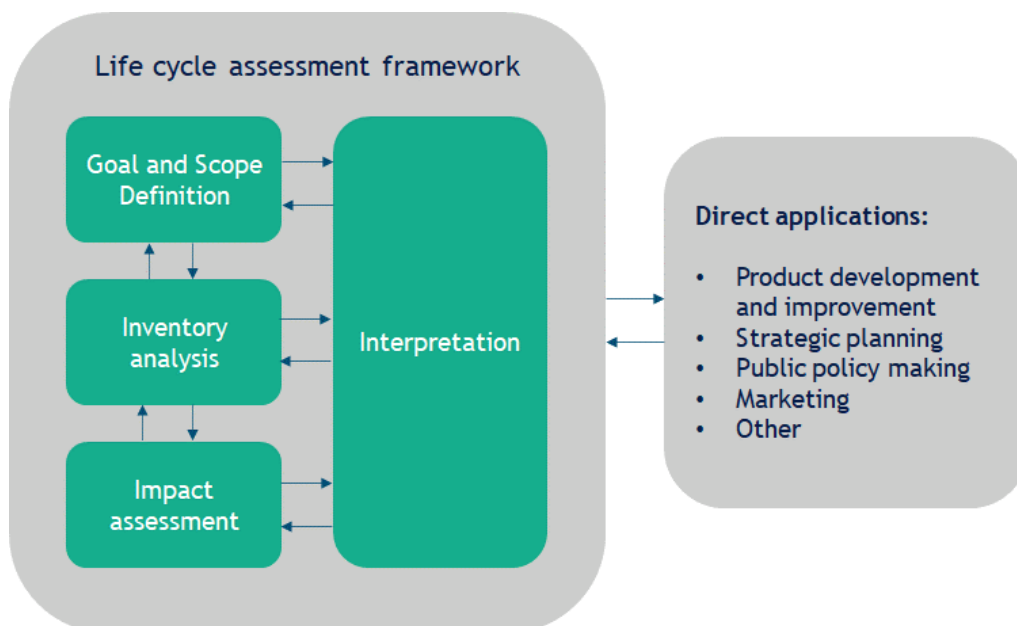 Life cycle assessment framework
Goal and Scope
Definition
Inventory
analysis
Impact
assessment
Interpretation
Direct applications:
• Product development
and improvement
• Strategic planning
• Public policy making
• Marketing
• Other